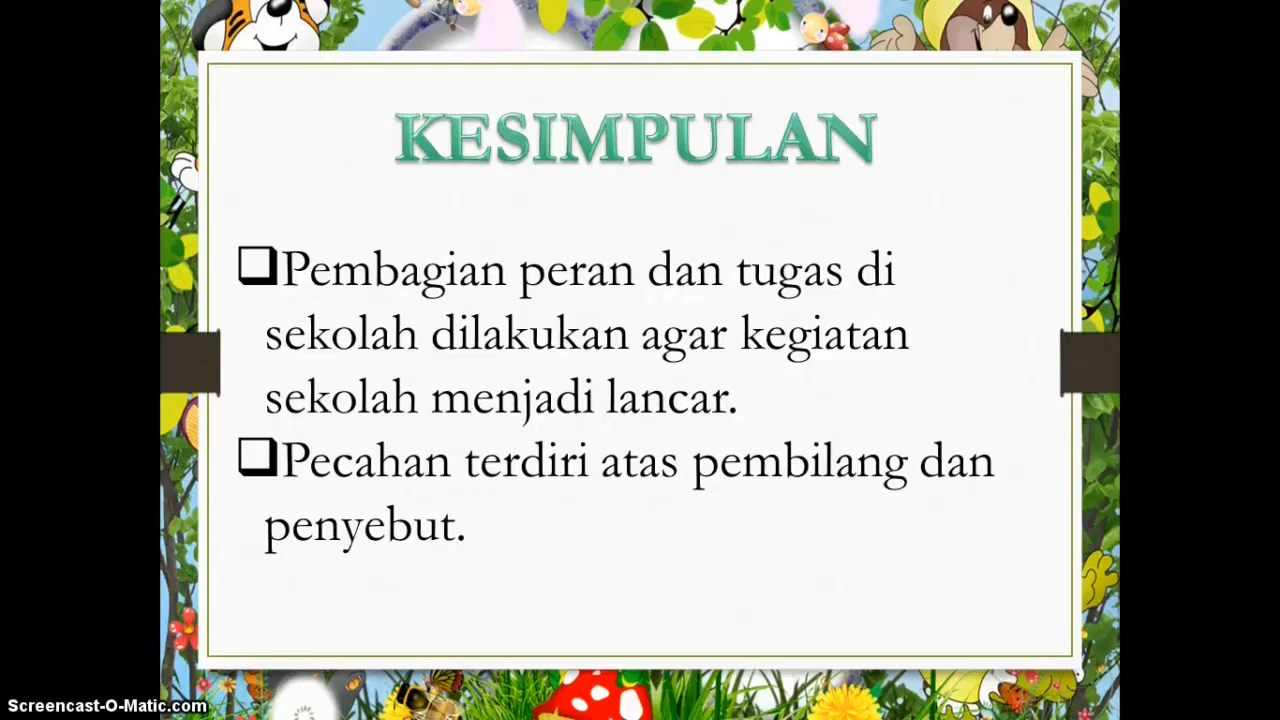 KESIMPULAN
❑Pembagian peran dan tugas di
sekolah dilakukan agar kegiatan
sekolah menjadi lancar.
❑Pecahan terdiri atas pembilang dan
penyebut.
Screencast-O-Matic.com